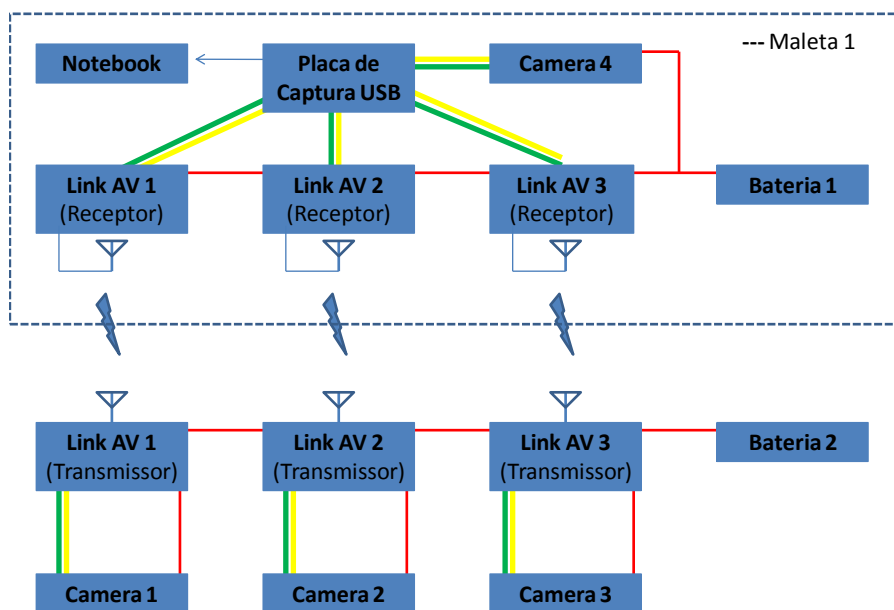 --- Maleta 1
Notebook
Placa de
Captura USB
Camera 4
Link AV 1
(Receptor)
Link AV 2
(Receptor)
Link AV 3
(Receptor)
Bateria 1
Link AV 1
(Transmissor)
Link AV 2
(Transmissor)
Link AV 3
(Transmissor)
Bateria 2
Camera 1
Camera 2
Camera 3